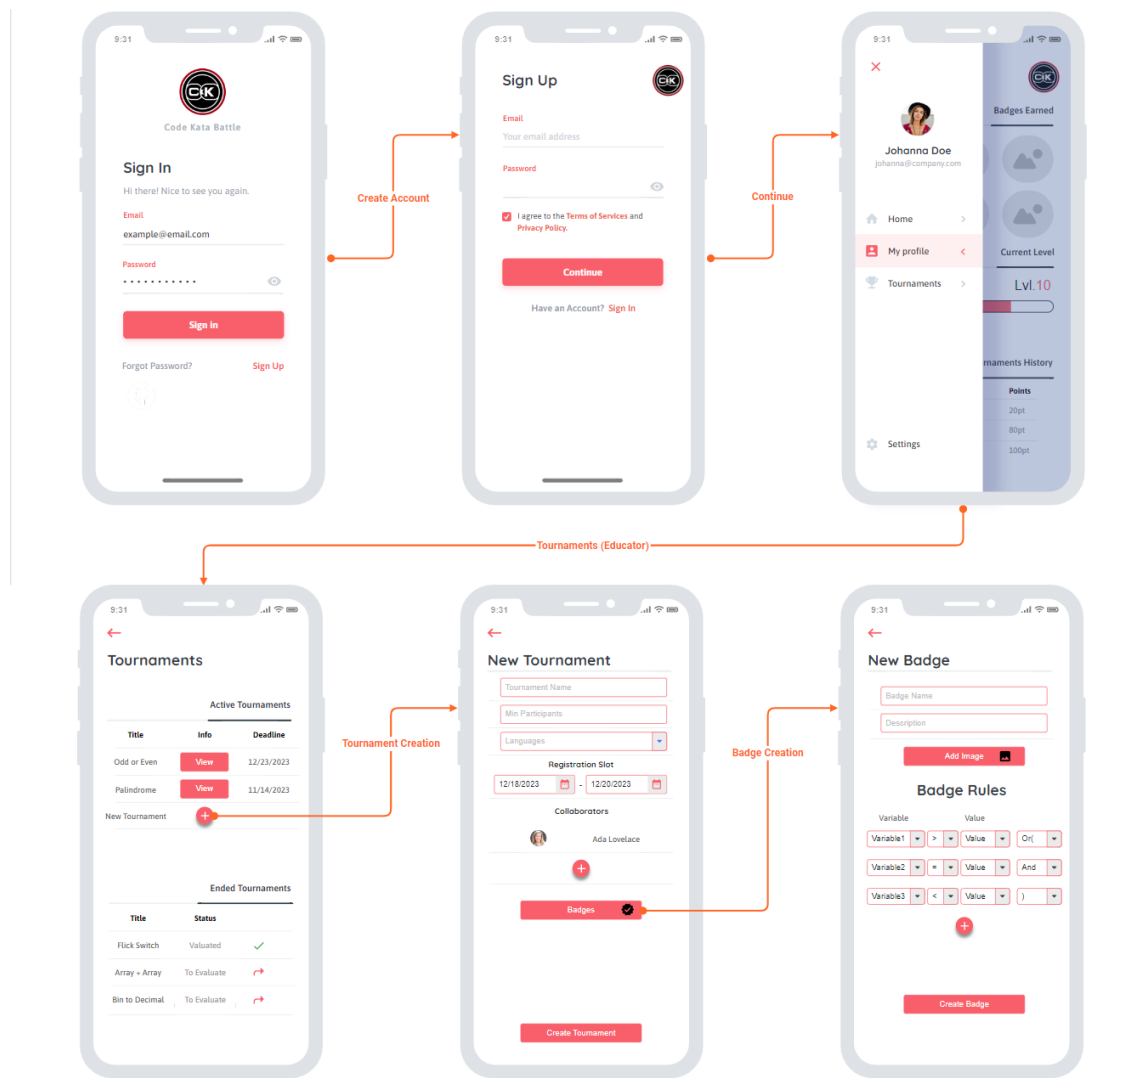 9:31
CK
Code Kata Battle
Sign In
Hi there! Nice to see you again.
Email
example@email.com
Password
Sign in
Forgot Password?
Sign Up
Create Account
9:31
Sign Up
CK
Email
Your email address
Password
I agree to the Terms of Services and
Privacy Policy.
Continue
Have an Account? Sign In
Continue
9:31
CK
Johanna Doe
johanna@company.com
Home
My profile
Tournaments
Settings
Badges Earned
Current Level
Lvl.10
rnaments History
Points
20pt
80pt
100pt
Tournaments (Educator)
9:31
Tournaments
Active Tournaments
Title Info Deadline
Odd or Even View 12/23/2023
Palindrome View 11/14/2023
New Tournament +
Ended Tournaments
Title Status
Flick Switch Valuated
Array + Array To Evaluate
Bin to Decimal To Evaluate
Tournament Creation
9:31
New Tournament
Tournament Name
Min Participants
Languages
Registration Slot
12/18/2023 - 12/20/2023
Collaborators
Ada Lovelace
+
Badges
Create Tournament
Badge Creation
9:31
New Badge
Badge Name
Description
Add Image
Badge Rules
Variable Value
Variable1 > Value Or(
Variable2 = Value And
Variable3 < Value )
+
Create Badge